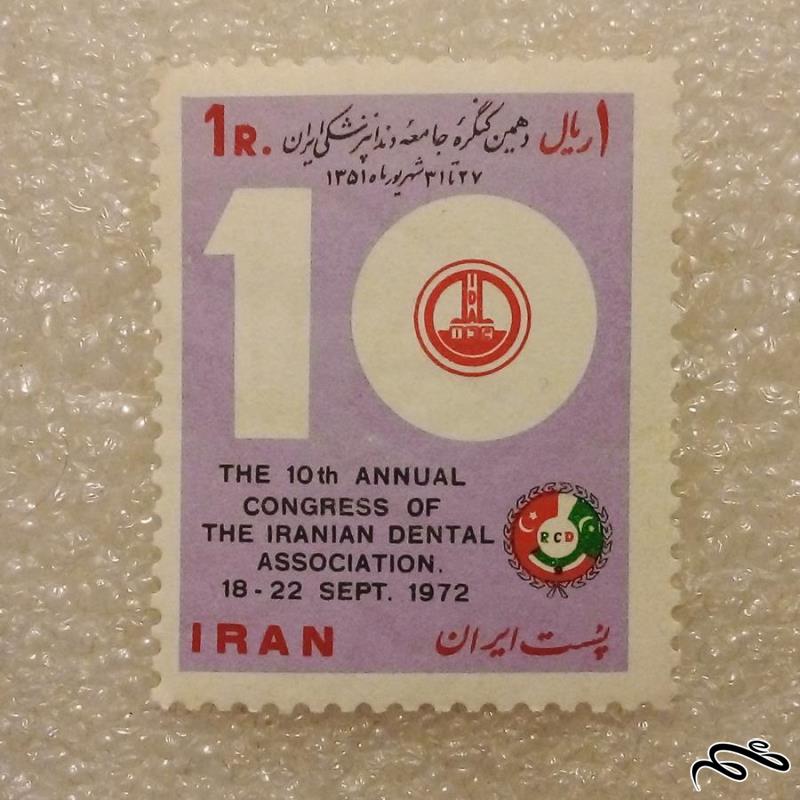 1R. دهمین کنگرهٔ جامعهٔ دندانپزشکی ایران ۱ ریال
۲۷ تا ۳۱ شهریور ماه ۱۳۵۱
10
THE 10th ANNUAL
CONGRESS OF
THE IRANIAN DENTAL
ASSOCIATION.
18-22 SEPT. 1972
RCD
IRAN پست ایران